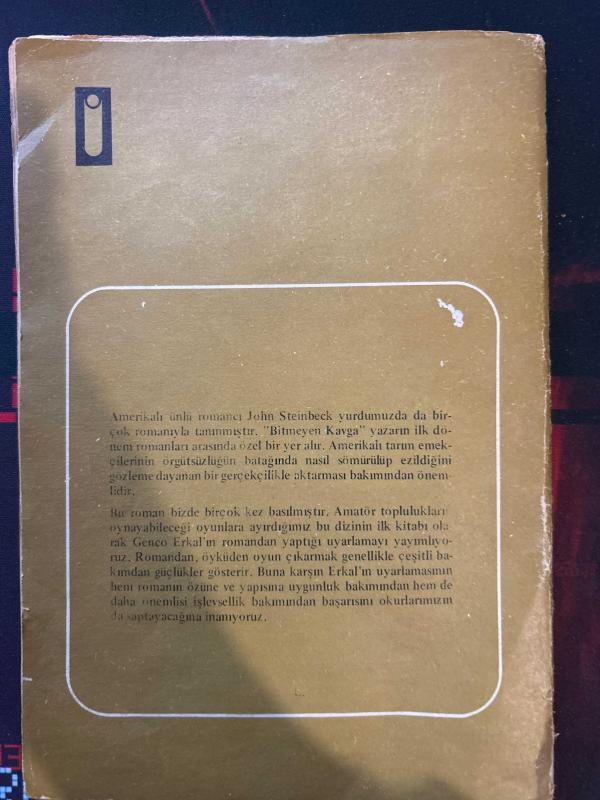 Amerikalı ünlü romancı John Steinbeck yurdumuzda da bir-
çok romanıyla tanınmıştır. "Bitmeyen Kavga" yazarın ilk dö-
nem romanları arasında özel bir yer alır. Amerikalı tarım emek-
çilerinin örgütsüzlüğün batağında nasıl sömürülüp ezildiğini
gözleme dayanan bir gerçekçilikle aktarması bakımından önem-
lidir.
Bu roman bizde birçok kez basılmıştır. Amatör toplulukların
oynayabileceği oyunlara ayırdığımız bu dizinin ilk kitabı ola-
rak Genco Erkal'ın romandan yaptığı uyarlamayı yayımlıyo-
ruz. Romandan, öyküden oyun çıkarmak genellikle çeşitli ba-
kımdan güçlükler gösterir. Buna karşın Erkal'ın uyarlamasının
hem romanın özüne ve yapısına uygunluk bakımından hem de
daha önemlisi işlevsellik bakımından başarısını okurlarımızın
da saptayacağına inanıyoruz.